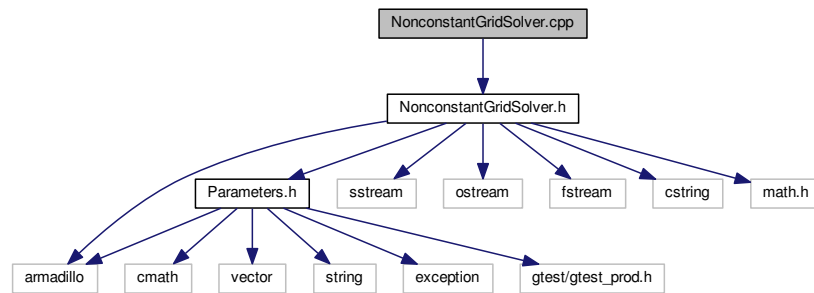 NonconstantGridSolver.cpp
NonconstantGridSolver.h
Parameters.h
sstream
ostream
fstream
cstring
math.h
armadillo
cmath
vector
string
exception
gtest/gtest_prod.h